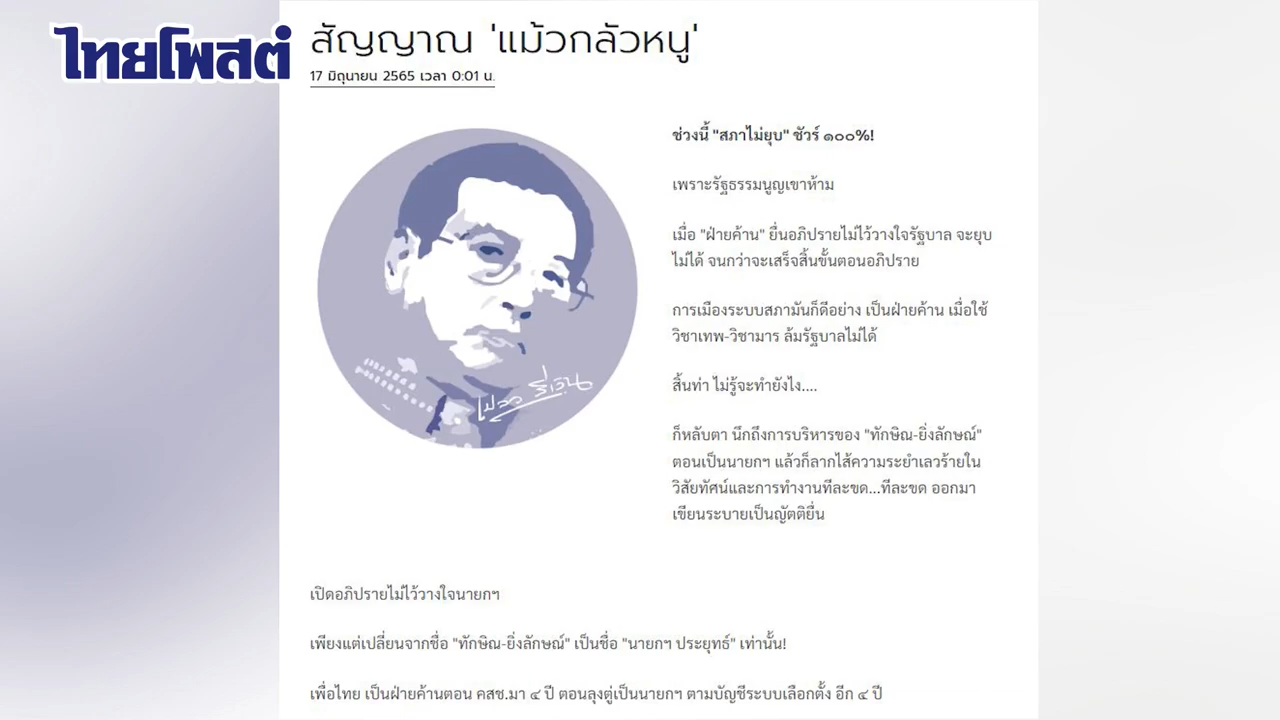 ไทยโพสต์
สัญญาณ 'แม้วกลัวหนู'
17 มิถุนายน 2565 เวลา 0:01 น.
ช่วงนี้ "สภาไม่ยุบ" ชัวร์ ๑๐๐%!
เพราะรัฐธรรมนูญเขาห้าม
เมื่อ "ฝ่ายค้าน" ยื่นอภิปรายไม่ไว้วางใจรัฐบาล จะยุบ
ไม่ได้ จนกว่าจะเสร็จสิ้นขั้นตอนอภิปราย
การเมืองระบบสภามันก็ดีอย่าง เป็นฝ่ายค้าน เมื่อใช้
วิชาเทพ-วิชามาร ล้มรัฐบาลไม่ได้
สิ้นท่า ไม่รู้จะทำยังไง....
ก็หลับตา นึกถึงการบริหารของ "ทักษิณ-ยิ่งลักษณ์"
ตอนเป็นนายกฯ แล้วก็ลากไส้ความระยำเลวร้ายใน
วิสัยทัศน์และการทำงานทีละขด...ทีละขด ออกมา
เขียนระบายเป็นญัตติยื่น
เปลว สีเงิน
เปิดอภิปรายไม่ไว้วางใจนายกฯ
เพียงแต่เปลี่ยนจากชื่อ "ทักษิณ-ยิ่งลักษณ์" เป็นชื่อ "นายกฯ ประยุทธ์" เท่านั้น!
เพื่อไทย เป็นฝ่ายค้านตอน คสช.มา ๔ ปี ตอนลุงตู่เป็นนายกฯ ตามบัญชีระบบเลือกตั้ง อีก ๔ ปี